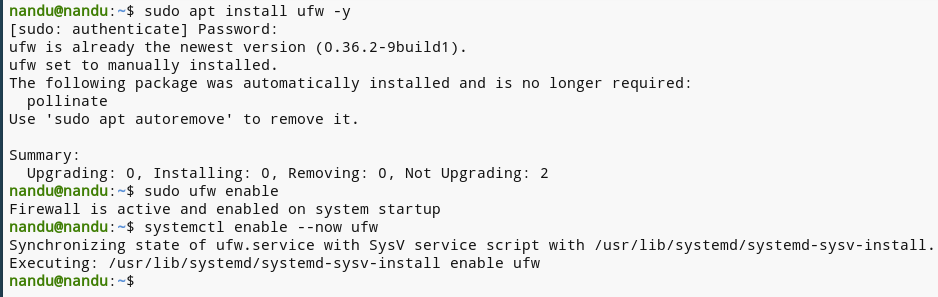 nandu@nandu:~$ sudo apt install ufw -y
[sudo: authenticate] Password:
ufw is already the newest version (0.36.2-9build1).
ufw set to manually installed.
The following package was automatically installed and is no longer required:
  pollinate
Use 'sudo apt autoremove' to remove it.

Summary:
  Upgrading: 0, Installing: 0, Removing: 0, Not Upgrading: 2
nandu@nandu:~$ sudo ufw enable
Firewall is active and enabled on system startup
nandu@nandu:~$ systemctl enable --now ufw
Synchronizing state of ufw.service with SysV service script with /usr/lib/systemd/systemd-sysv-install.
Executing: /usr/lib/systemd/systemd-sysv-install enable ufw
nandu@nandu:~$